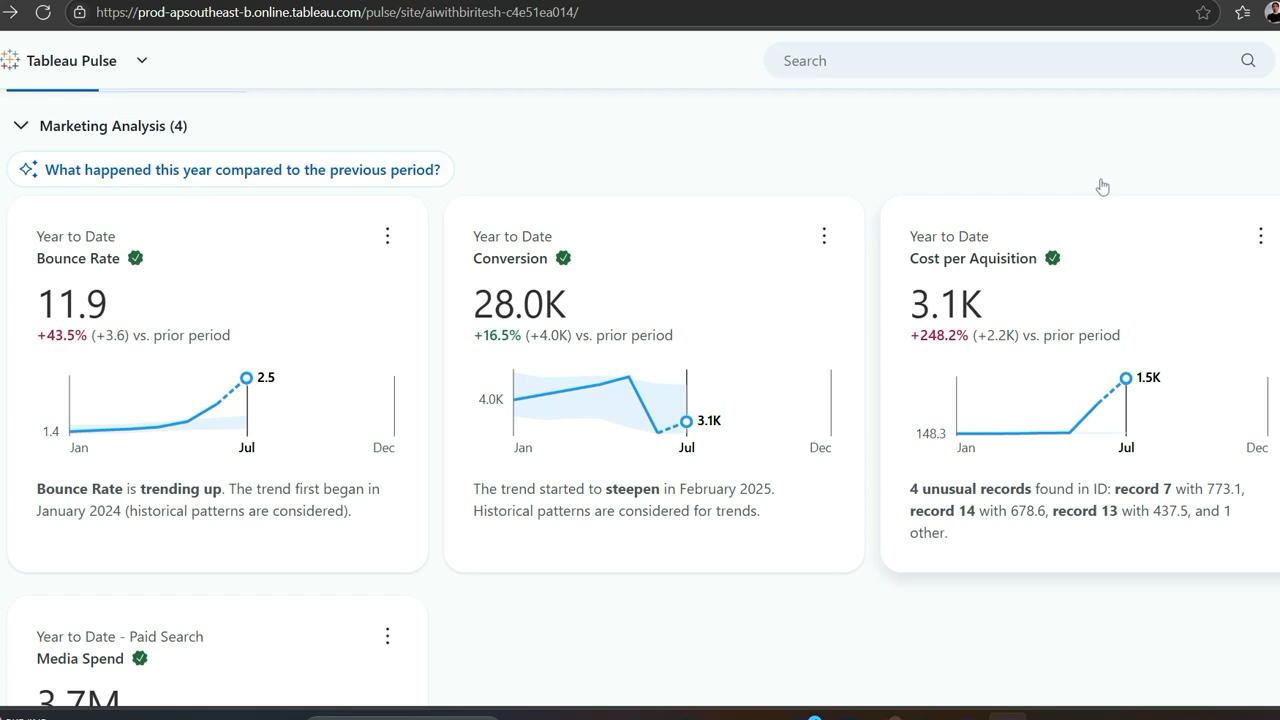 https://prod-apsoutheast-b.online.tableau.com/pulse/site/aiwithbiritesh-c4e51ea014/
Tableau Pulse
Search
Marketing Analysis (4)
What happened this year compared to the previous period?
Year to Date
Bounce Rate
11.9
+43.5% (+3.6) vs. prior period
2.5
1.4
Jan
Jul
Dec
Bounce Rate is trending up. The trend first began in
January 2024 (historical patterns are considered).
Year to Date
Conversion
28.0K
+16.5% (+4.0K) vs. prior period
4.0K
3.1K
Jan
Jul
Dec
The trend started to steepen in February 2025.
Historical patterns are considered for trends.
Year to Date
Cost per Aquisition
3.1K
+248.2% (+2.2K) vs. prior period
1.5K
148.3
Jan
Jul
Dec
4 unusual records found in ID: record 7 with 773.1,
record 14 with 678.6, record 13 with 437.5, and 1
other.
Year to Date - Paid Search
Media Spend
3.7M